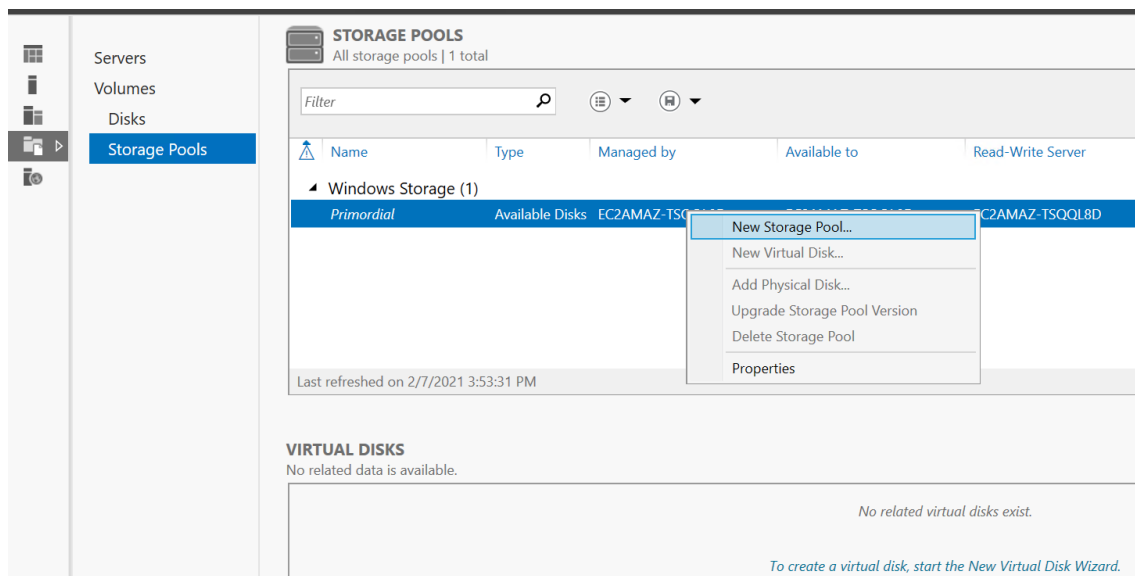 STORAGE POOLS
All storage pools | 1 total
Servers
Volumes
Disks
Storage Pools
Filter
Name Type Managed by Available to Read-Write Server
Windows Storage (1)
Primordial Available Disks EC2AMAZ-TSQQL8D EC2AMAZ-TSQQL8D
New Storage Pool...
New Virtual Disk...
Add Physical Disk...
Upgrade Storage Pool Version
Delete Storage Pool
Properties
Last refreshed on 2/7/2021 3:53:31 PM
VIRTUAL DISKS
No related data is available.
No related virtual disks exist.
To create a virtual disk, start the New Virtual Disk Wizard.